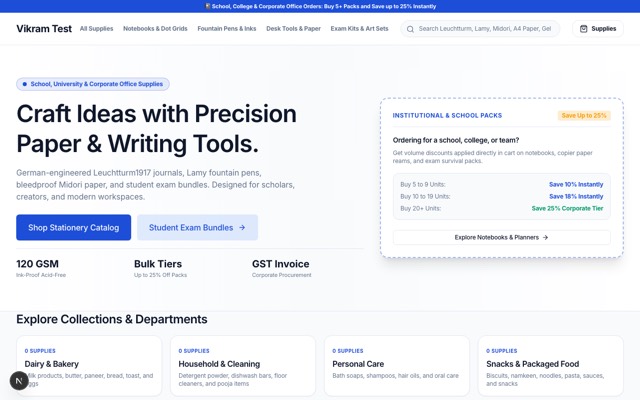 School, College & Corporate Office Orders: Buy 5+ Packs and Save up to 25% Instantly
Vikram Test
All Supplies
Notebooks & Dot Grids
Fountain Pens & Inks
Desk Tools & Paper
Exam Kits & Art Sets
Search Leuchtturm, Lamy, Midori, A4 Paper, Gel
Supplies
School, University & Corporate Office Supplies
Craft Ideas with Precision
Paper & Writing Tools.
German-engineered Leuchtturm1917 journals, Lamy fountain pens,
bleedproof Midori paper, and student exam bundles. Designed for scholars,
creators, and modern workspaces.
Shop Stationery Catalog
Student Exam Bundles
120 GSM
Ink-Proof Acid-Free
Bulk Tiers
Up to 25% Off Packs
GST Invoice
Corporate Procurement
INSTITUTIONAL & SCHOOL PACKS
Save Up to 25%
Ordering for a school, college, or team?
Get volume discounts applied directly in cart on notebooks, copier paper
reams, and exam survival packs.
Buy 5 to 9 Units:
Save 10% Instantly
Buy 10 to 19 Units:
Save 18% Instantly
Buy 20+ Units:
Save 25% Corporate Tier
Explore Notebooks & Planners
Explore Collections & Departments
0 SUPPLIES
Dairy & Bakery
Milk products, butter, paneer, bread, toast, and
eggs
0 SUPPLIES
Household & Cleaning
Detergent powder, dishwash bars, floor
cleaners, and pooja items
0 SUPPLIES
Personal Care
Bath soaps, shampoos, hair-oils, and oral care
0 SUPPLIES
Snacks & Packaged Food
Biscuits, namkeen, noodles, pasta, sauces,
and snacks
N